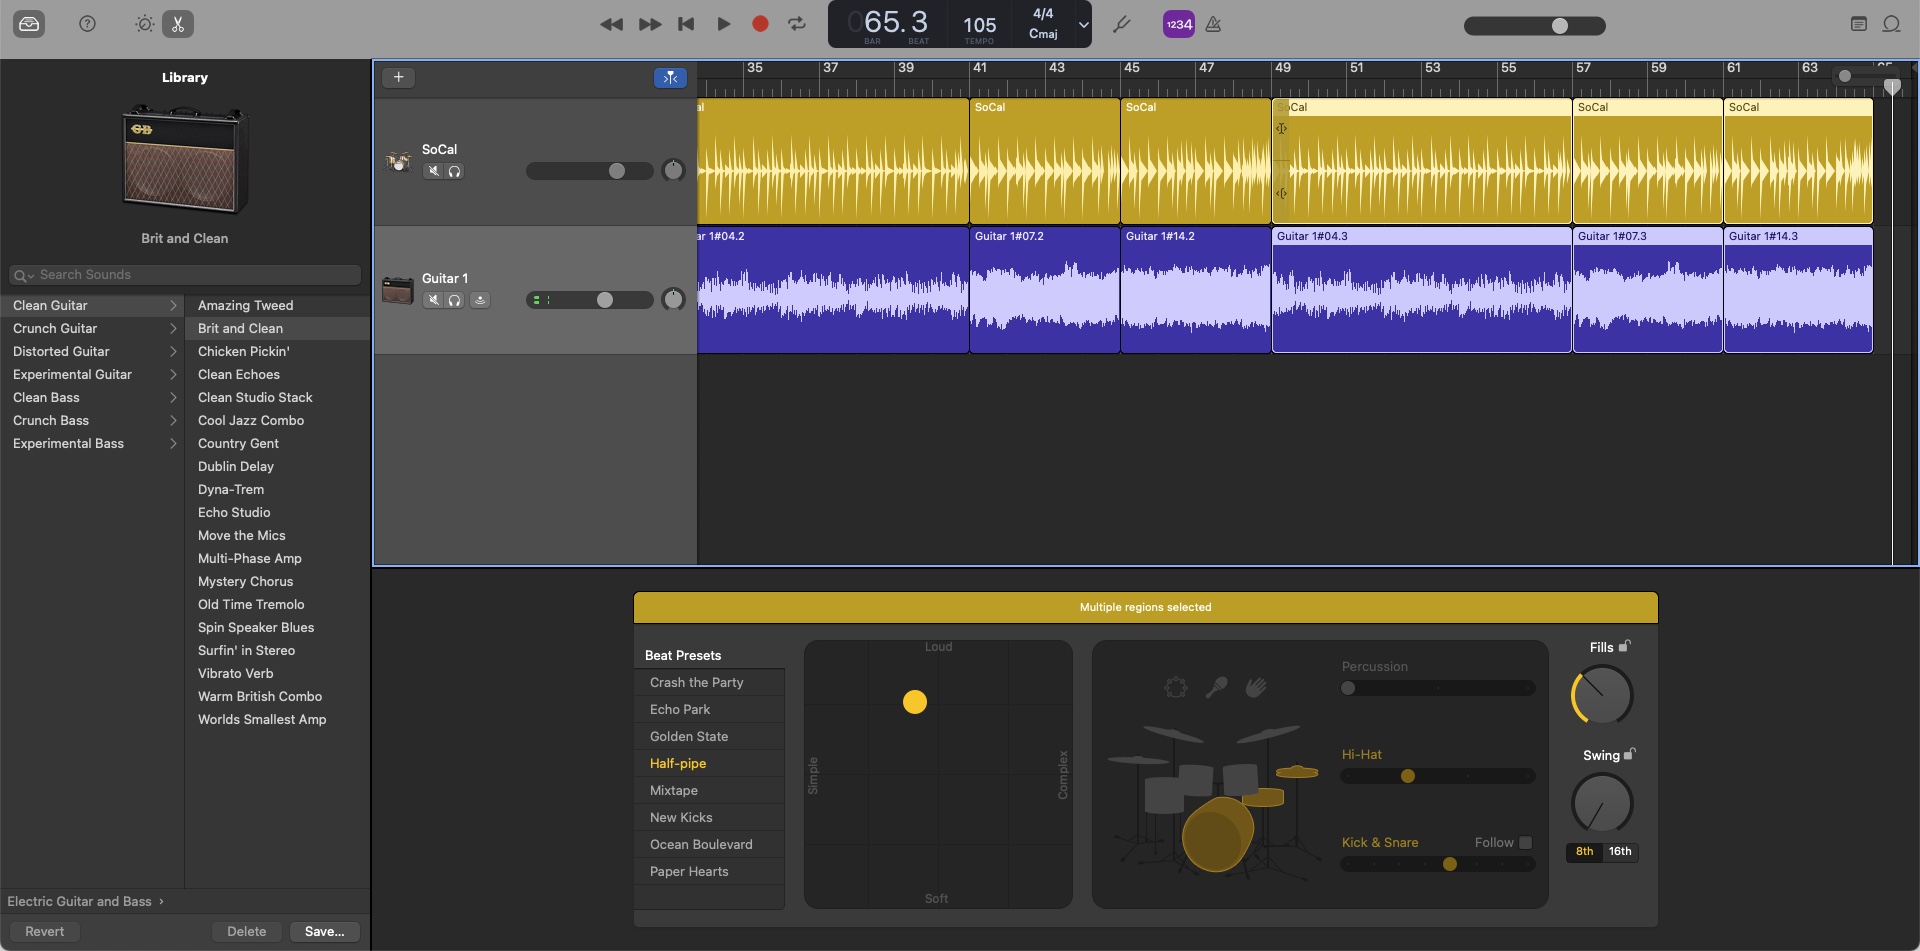 065.3
BAR BEAT
105
TEMPO
4/4
Cmaj
1234
Library
GB
Brit and Clean
Search Sounds
Clean Guitar
Crunch Guitar
Distorted Guitar
Experimental Guitar
Clean Bass
Crunch Bass
Experimental Bass
Amazing Tweed
Brit and Clean
Chicken Pickin'
Clean Echoes
Clean Studio Stack
Cool Jazz Combo
Country Gent
Dublin Delay
Dyna-Trem
Echo Studio
Move the Mics
Multi-Phase Amp
Mystery Chorus
Old Time Tremolo
Spin Speaker Blues
Surfin' in Stereo
Vibrato Verb
Warm British Combo
Worlds Smallest Amp
Electric Guitar and Bass ›
Revert
Delete
Save...
35 37 39 41 43 45 47 49 51 53 55 57 59 61 63 65
SoCal
al SoCal SoCal SoCal SoCal SoCal
Guitar 1
ar 1#04.2 Guitar 1#07.2 Guitar 1#14.2 Guitar 1#04.3 Guitar 1#07.3 Guitar 1#14.3
Multiple regions selected
Beat Presets
Crash the Party
Echo Park
Golden State
Half-pipe
Mixtape
New Kicks
Ocean Boulevard
Paper Hearts
Loud
Simple
Complex
Soft
Percussion
Hi-Hat
Kick & Snare
Follow
Fills
Swing
8th 16th